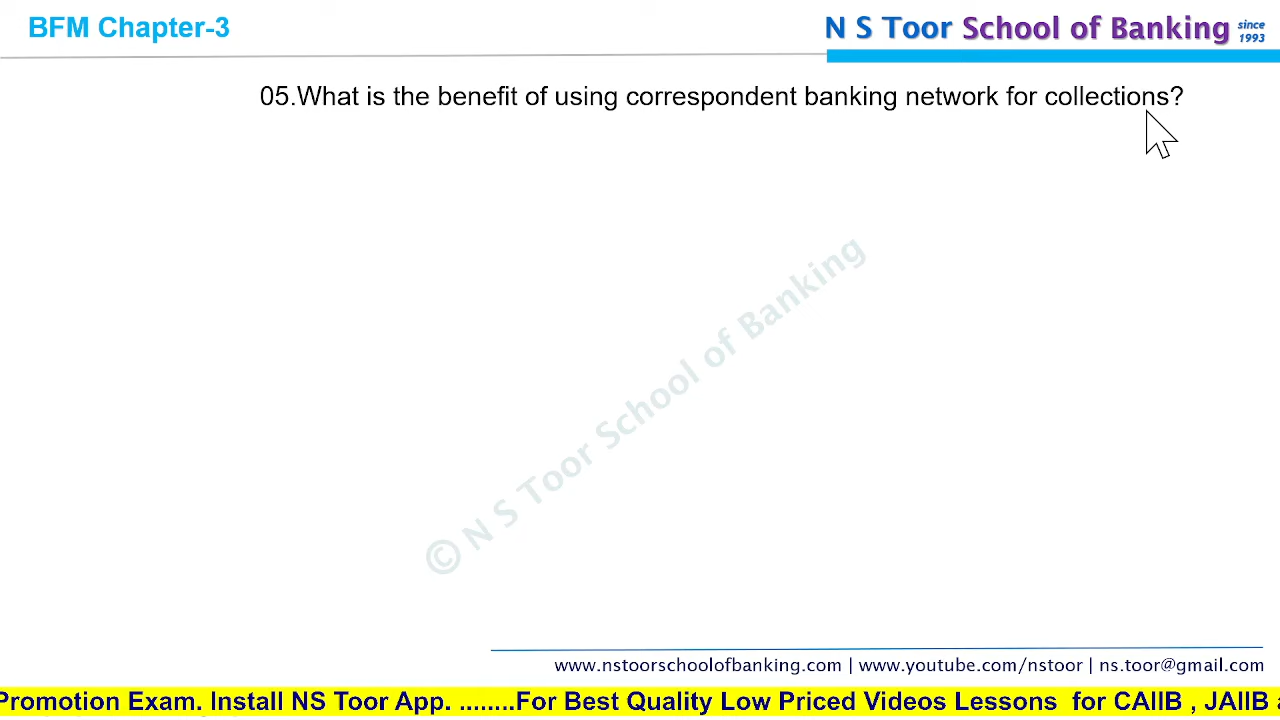 BFM Chapter-3
N S Toor School of Banking since 1993
05.What is the benefit of using correspondent banking network for collections?
© N S Toor School of Banking
www.nstoorschoolofbanking.com | www.youtube.com/nstoor | ns.toor@gmail.com
Promotion Exam. Install NS Toor App. ........For Best Quality Low Priced Videos Lessons for CAIIB , JAIIB a